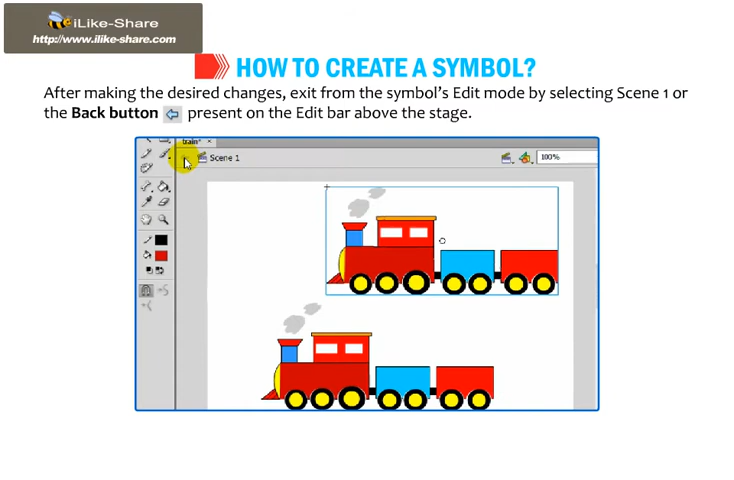 iLike-Share
http://www.ilike-share.com
HOW TO CREATE A SYMBOL?
After making the desired changes, exit from the symbol's Edit mode by selecting Scene 1 or
the Back button present on the Edit bar above the stage.
train*
Scene 1
100%